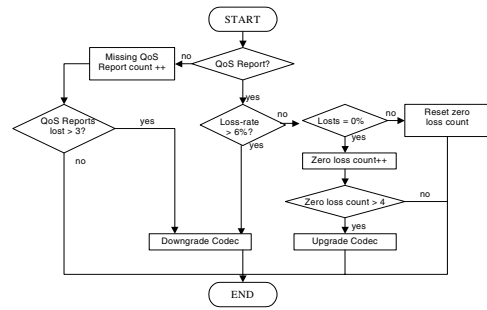 START
Missing QoS
Report count ++
no
QoS Report?
yes
QoS Reports
lost > 3?
yes
no
Loss-rate
> 6%?
no
yes
Losts = 0%
no
yes
Reset zero
loss count
Zero loss count++
Zero loss count > 4
no
yes
Downgrade Codec
Upgrade Codec
END